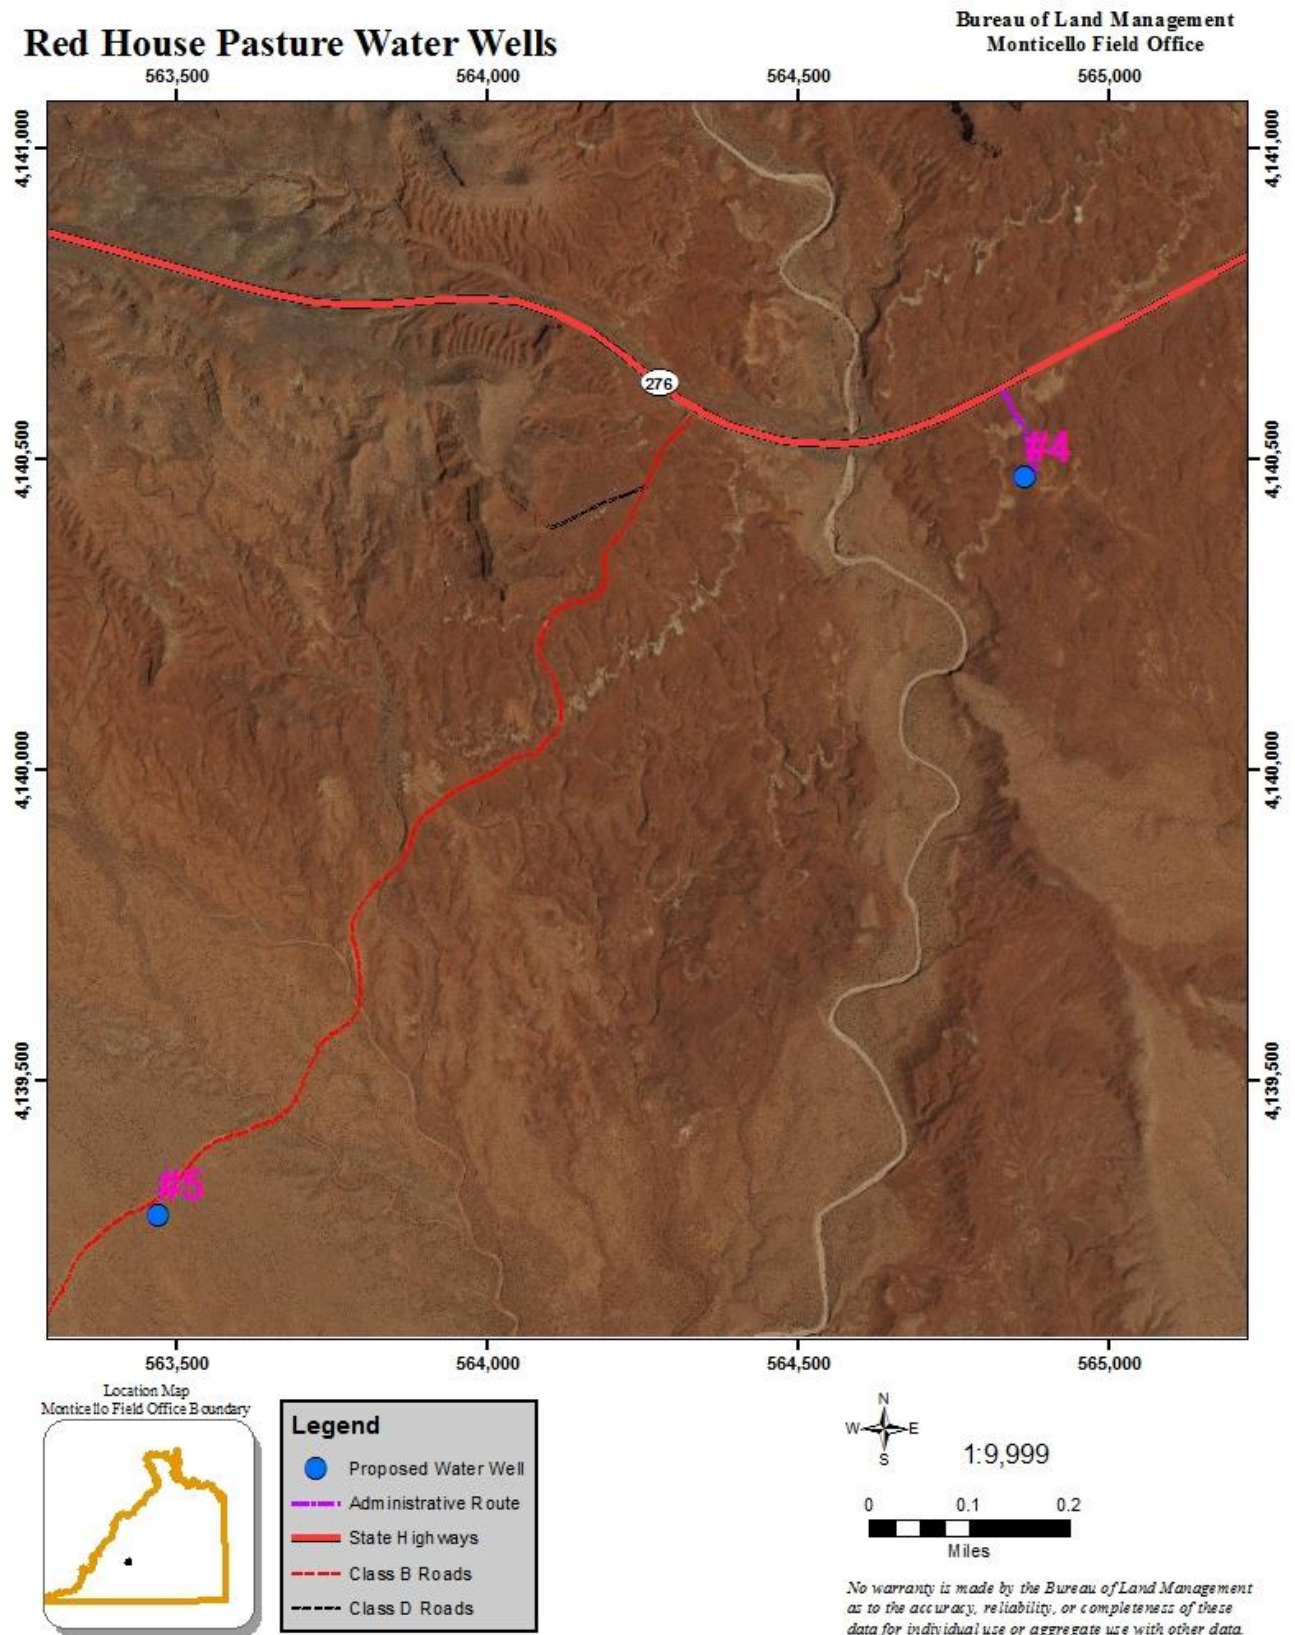 Red House Pasture Water Wells
Bureau of Land Management
Monticello Field Office
563,500 564,000 564,500 565,000
4,141,000 4,141,000
276
4,140,500 4,140,500
#4
4,140,000 4,140,000
4,139,500 4,139,500
#5
563,500 564,000 564,500 565,000
Location Map
Monticello Field Office Boundary
Legend
Proposed Water Well
Administrative Route
State Highways
Class B Roads
Class D Roads
N
W E
S
1:9,999
0 0.1 0.2
Miles
No warranty is made by the Bureau of Land Management
as to the accuracy, reliability, or completeness of these
data for individual use or aggregate use with other data.